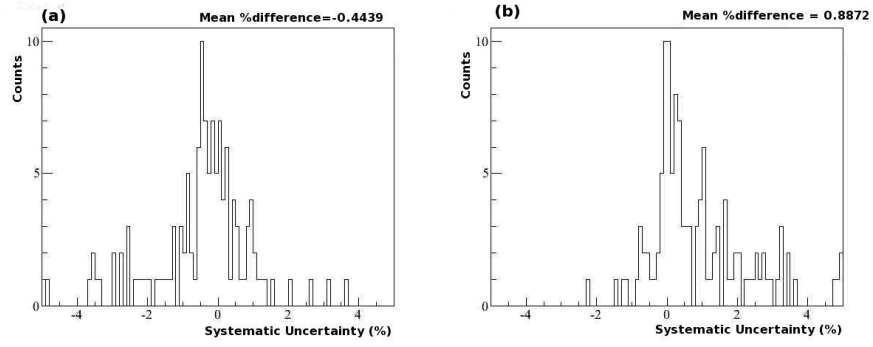 (a)
Mean %difference=-0.4439
Counts
10
5
0
-4 -2 0 2 4
Systematic Uncertainty (%)
(b)
Mean %difference = 0.8872
Counts
10
5
0
-4 -2 0 2 4
Systematic Uncertainty (%)